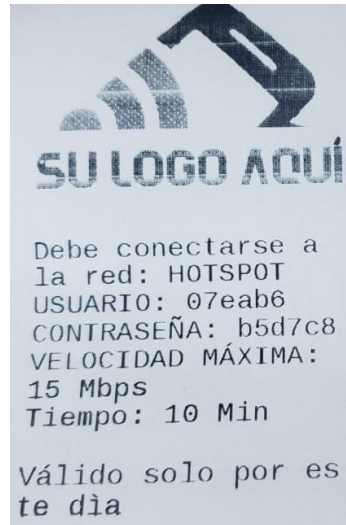 SU LOGO AQUÍ
Debe conectarse a
la red: HOTSPOT
USUARIO: 07eab6
CONTRASEÑA: b5d7c8
VELOCIDAD MÁXIMA:
15 Mbps
Tiempo: 10 Min
Válido solo por es
te dìa